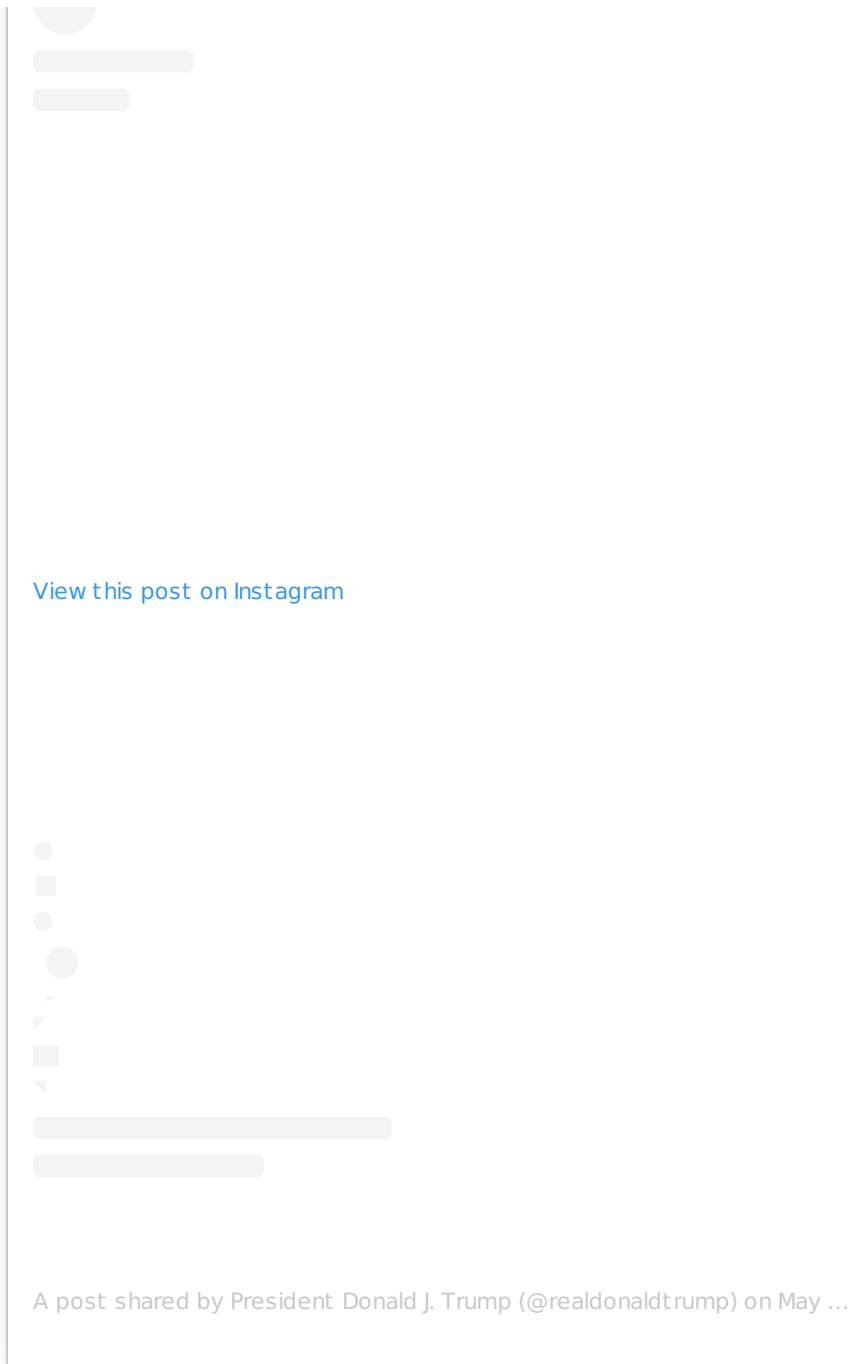 View this post on Instagram
A post shared by President Donald J. Trump (@realdonaldtrump) on May ...